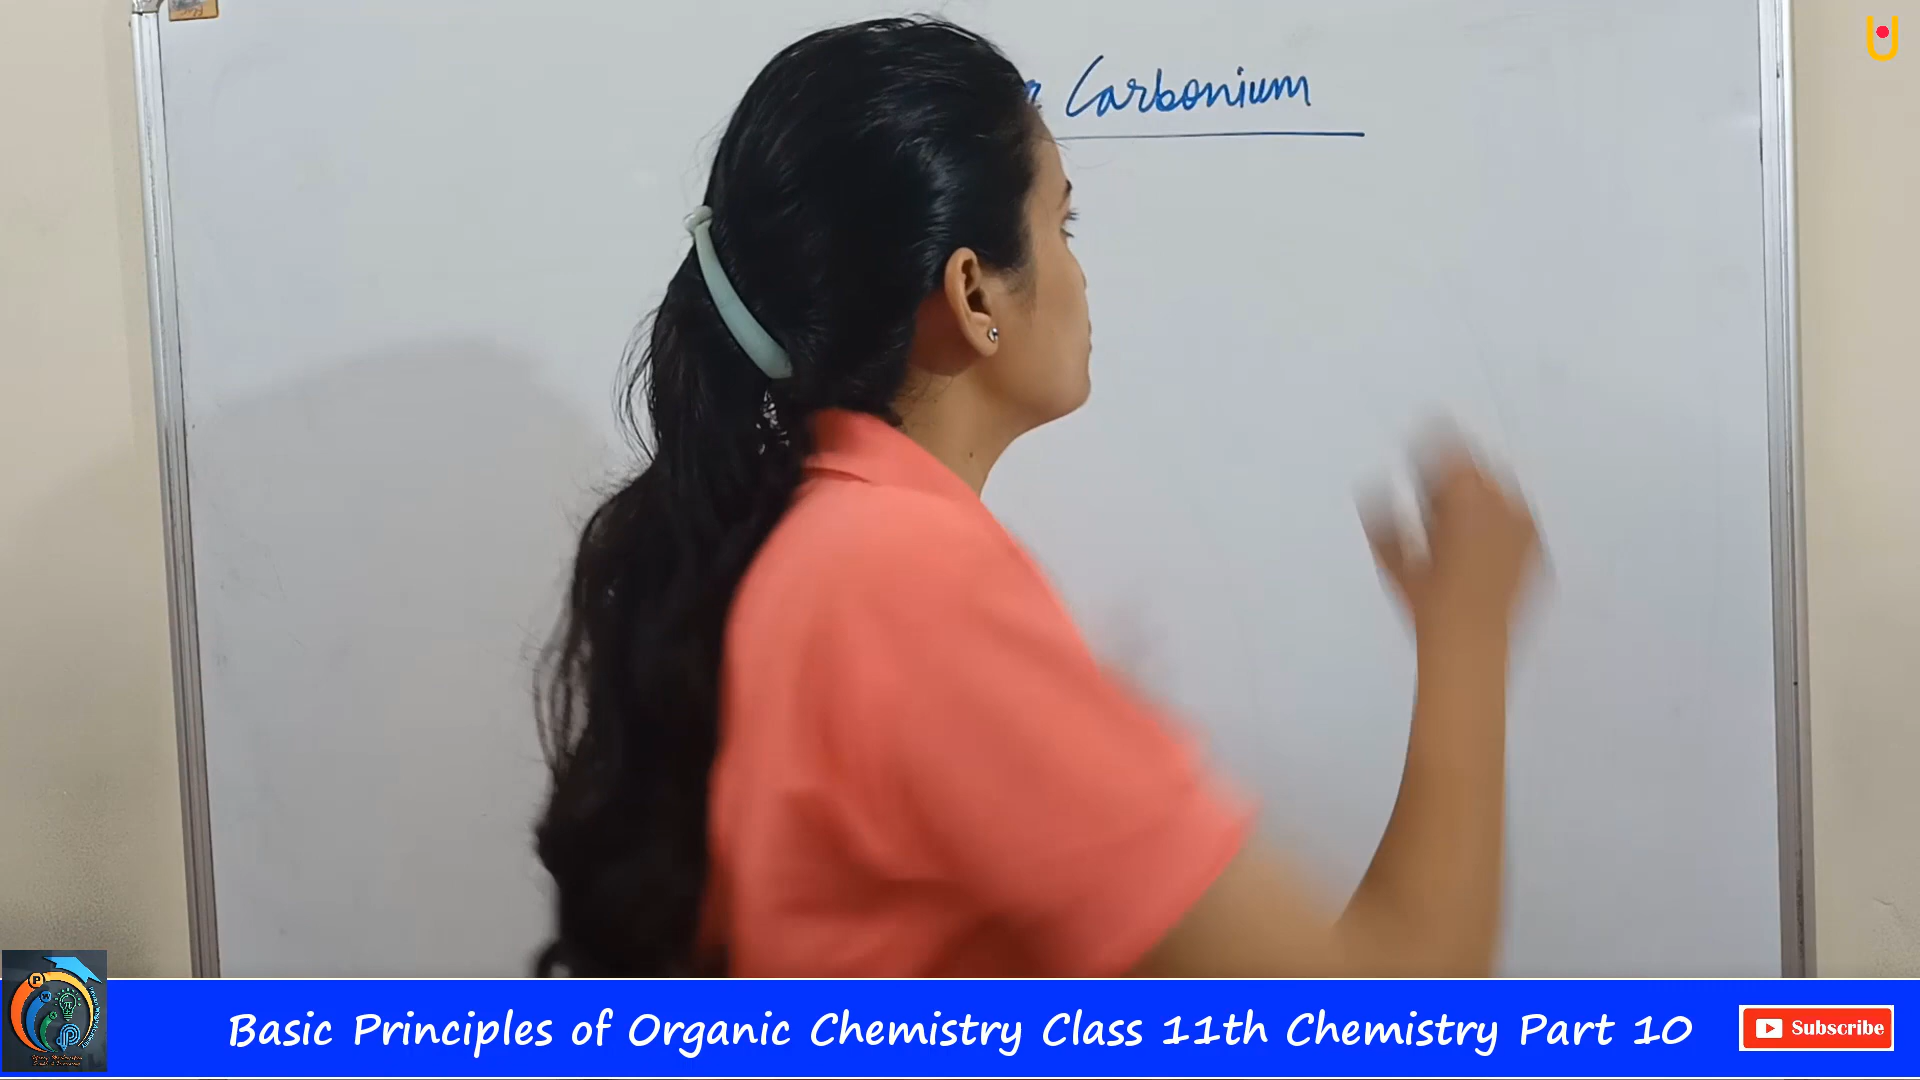 Carbonium
Basic Principles of Organic Chemistry Class 11th Chemistry Part 10
Subscribe